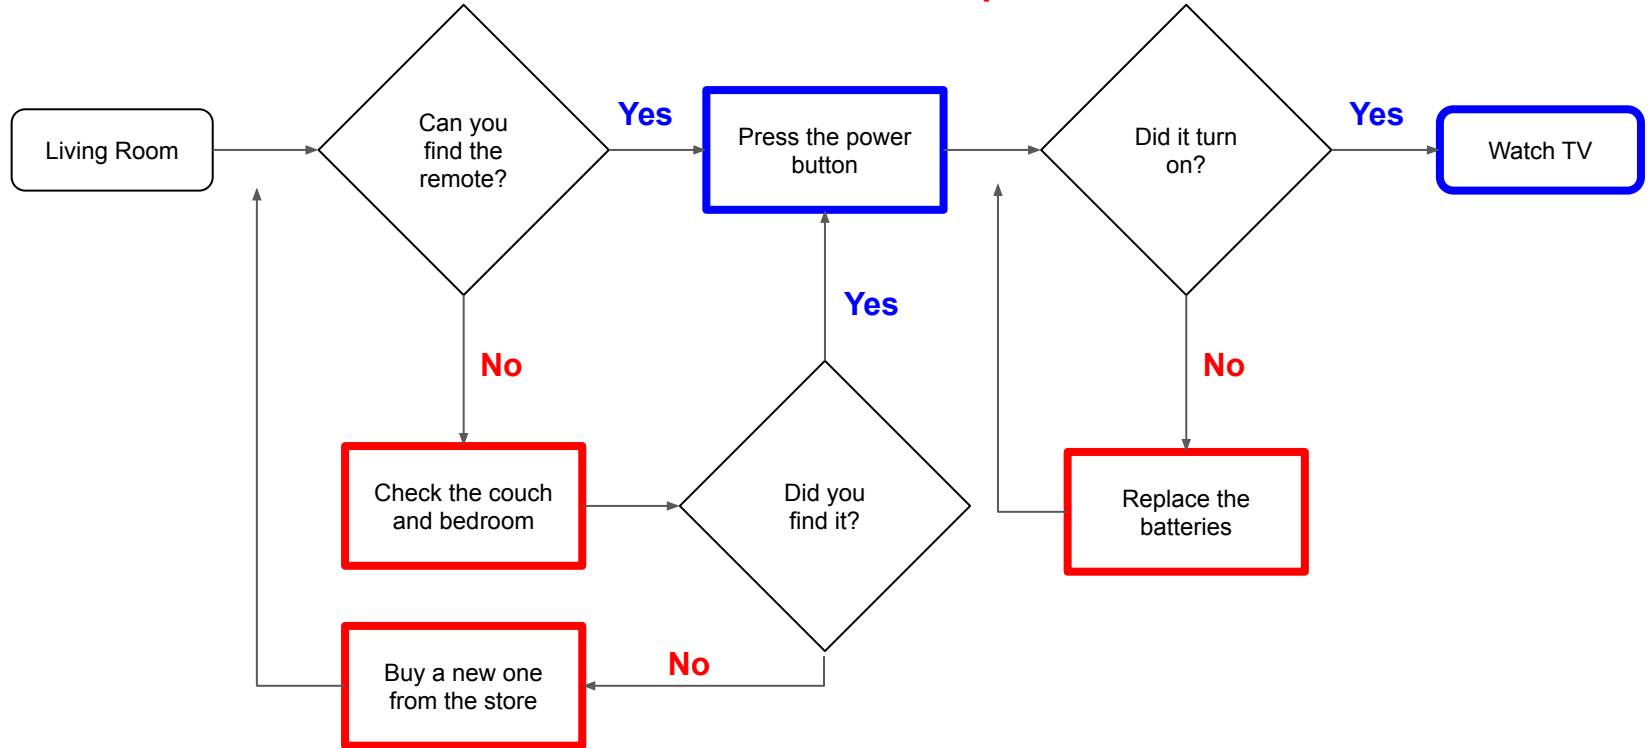 Living Room
Can you
find the
remote?
Yes
Press the power
button
Did it turn
on?
Yes
Watch TV
No
Yes
No
Check the couch
and bedroom
Did you
find it?
Replace the
batteries
No
Buy a new one
from the store